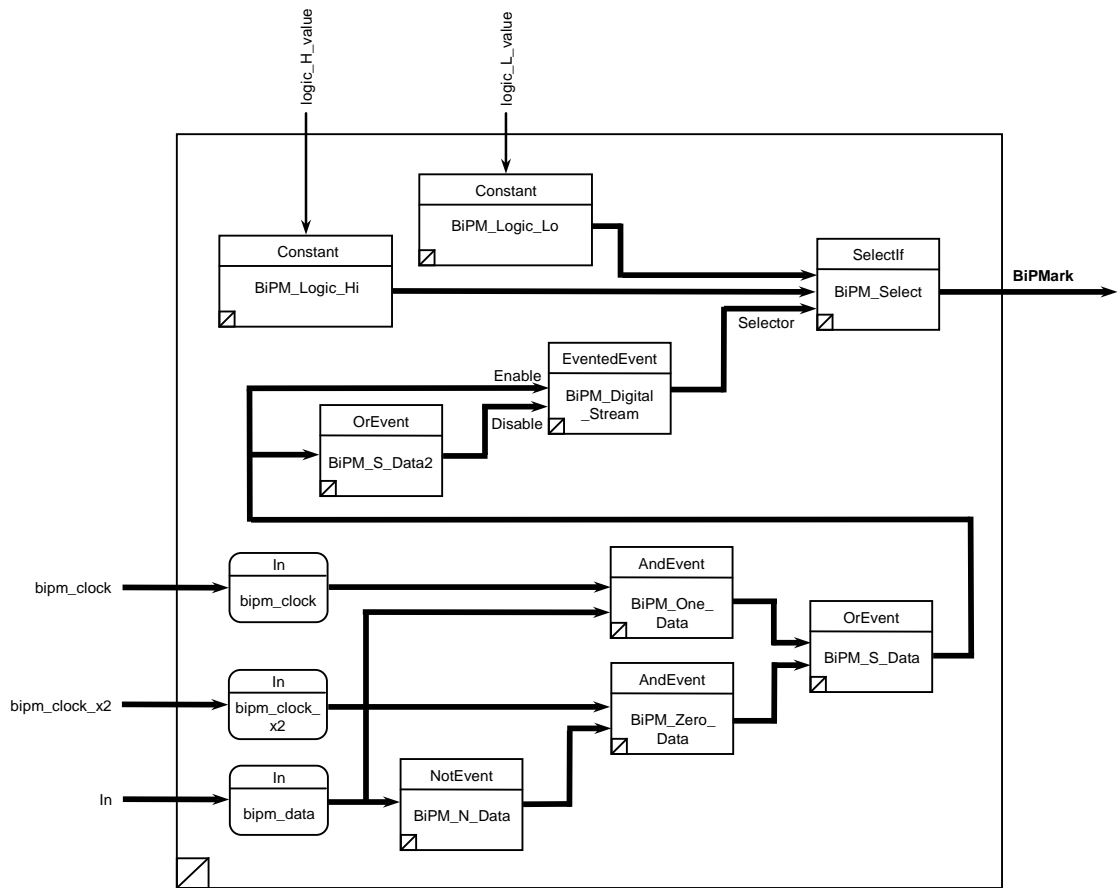 logic_H_value
logic_L_value
Constant
BiPM_Logic_Lo
Constant
BiPM_Logic_Hi
SelectIf
BiPM_Select
BiPMark
Selector
EventedEvent
BiPM_Digital
_Stream
Enable
Disable
OrEvent
BiPM_S_Data2
bipm_clock
In
bipm_clock
AndEvent
BiPM_One_
Data
OrEvent
BiPM_S_Data
bipm_clock_x2
In
bipm_clock_
x2
AndEvent
BiPM_Zero_
Data
In
In
bipm_data
NotEvent
BiPM_N_Data